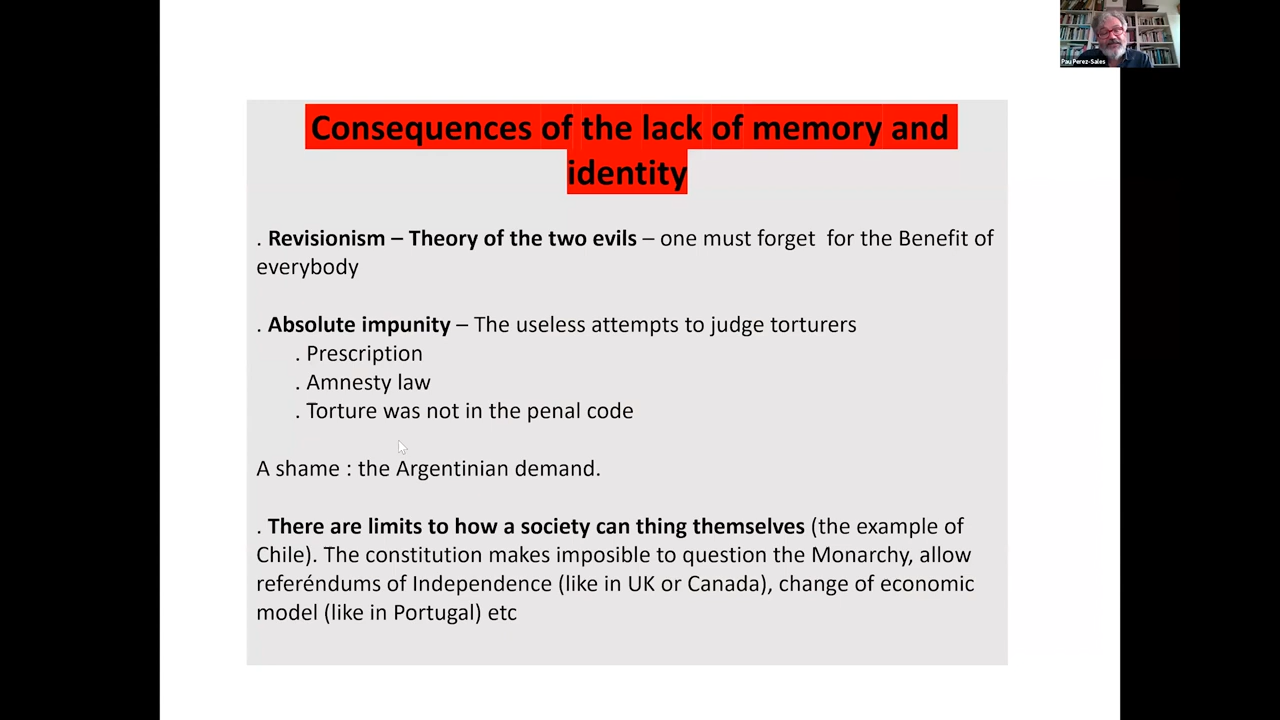 Pau Perez-Sales
Consequences of the lack of memory and
identity
. Revisionism – Theory of the two evils – one must forget for the Benefit of
everybody
. Absolute impunity – The useless attempts to judge torturers
. Prescription
. Amnesty law
. Torture was not in the penal code
A shame : the Argentinian demand.
. There are limits to how a society can thing themselves (the example of
Chile). The constitution makes imposible to question the Monarchy, allow
referéndums of Independence (like in UK or Canada), change of economic
model (like in Portugal) etc